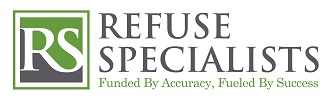 RS
REFUSE
SPECIALISTS
Funded By Accuracy, Fueled By Success